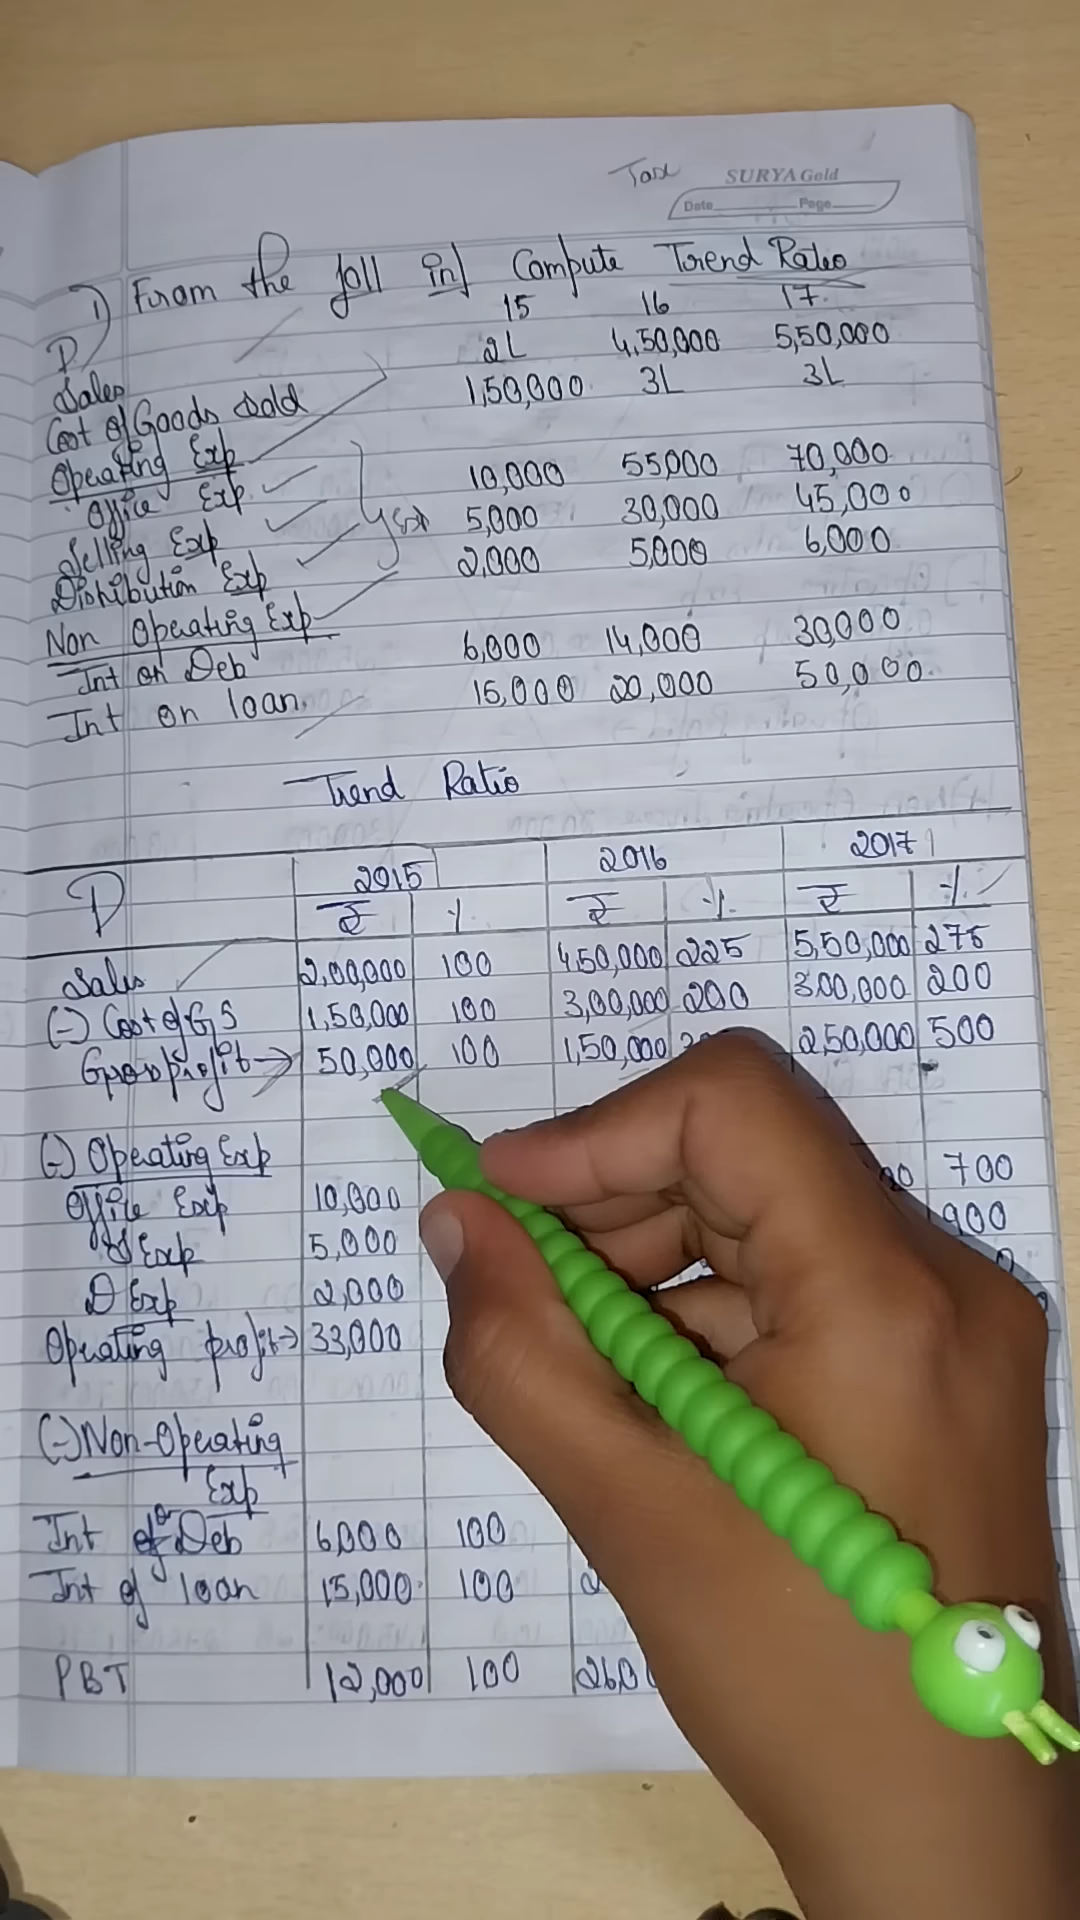 Tax
SURYA Gold
Date Page
1) From the foll inf Compute Trend Ratio
P 15 16 17
Sales 2L 4,50,000 5,50,000
Cost of Goods Sold 1,50,000 3L 3L
Operating Exp
Office Exp 10,000 55,000 70,000
Selling Exp 5,000 30,000 45,000
Distribution Exp 2,000 5,000 6,000
Non Operating Exp
Int on Deb 6,000 14,000 30,000
Int on loan 15,000 20,000 50,000
Trend Ratio
P 2015 2016 2017
₹ % ₹ % ₹ %
Sales 2,00,000 100 4,50,000 225 5,50,000 275
(-) Cost of G S 1,50,000 100 3,00,000 200 3,00,000 200
Gross profit → 50,000 100 1,50,000 2,50,000 500
(-) Operating Exp
Office Exp 10,000 700
S Exp 5,000 900
D Exp 2,000
Operating profit → 33,000
(-) Non-Operating
Exp
Int of Deb 6,000 100
Int of loan 15,000 100
PBT 12,000 100